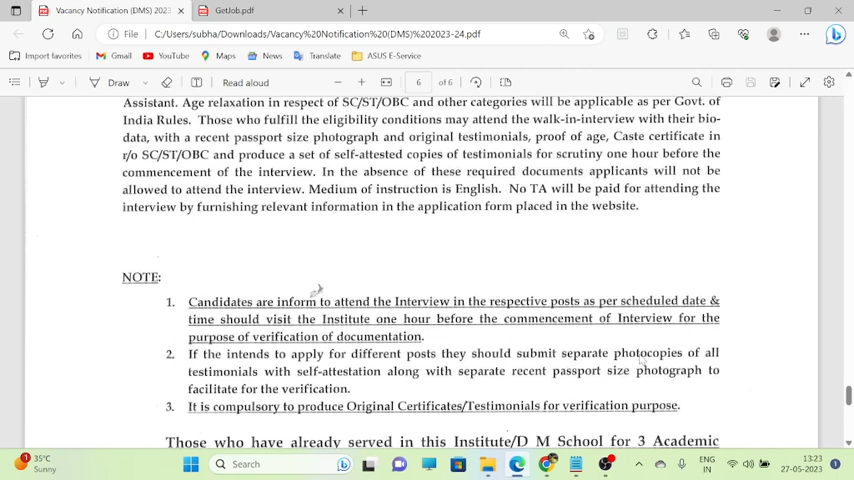 Vacancy Notification (DMS) 2023
GetJob.pdf
File
C:/Users/subha/Downloads/Vacancy%20Notification%20(DMS)%202023-24.pdf
Import favorites
Gmail
YouTube
Maps
News
Translate
ASUS E-Service
Draw
Read aloud
6
of 6
Assistant. Age relaxation in respect of SC/ST/OBC and other categories will be applicable as per Govt. of
India Rules. Those who fulfill the eligibility conditions may attend the walk-in-interview with their bio-
data, with a recent passport size photograph and original testimonials, proof of age, Caste certificate in
r/o SC/ST/OBC and produce a set of self-attested copies of testimonials for scrutiny one hour before the
commencement of the interview. In the absence of these required documents applicants will not be
allowed to attend the interview. Medium of instruction is English. No TA will be paid for attending the
interview by furnishing relevant information in the application form placed in the website.
NOTE:
1. Candidates are inform to attend the Interview in the respective posts as per scheduled date &
time should visit the Institute one hour before the commencement of Interview for the
purpose of verification of documentation.
2. If the intends to apply for different posts they should submit separate photocopies of all
testimonials with self-attestation along with separate recent passport size photograph to
facilitate for the verification.
3. It is compulsory to produce Original Certificates/Testimonials for verification purpose.
Those who have already served in this Institute/D M School for 3 Academic
1
35°C
Sunny
Search
ENG
IN
13:23
27-05-2023
1